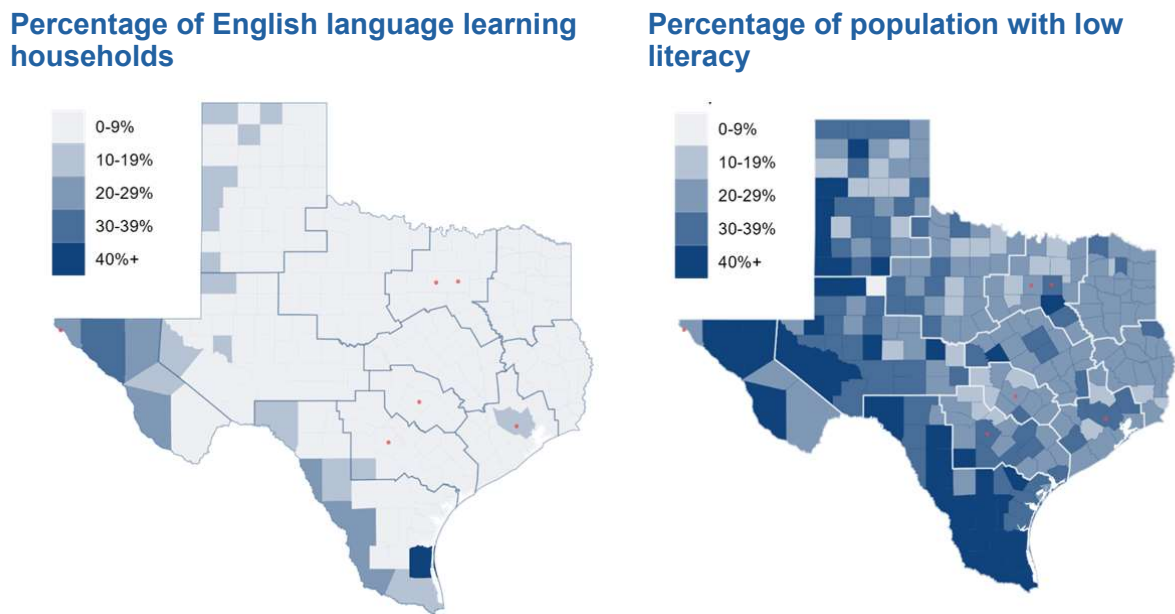 Percentage of English language learning
households
0-9%
10-19%
20-29%
30-39%
40%+
Percentage of population with low
literacy
0-9%
10-19%
20-29%
30-39%
40%+